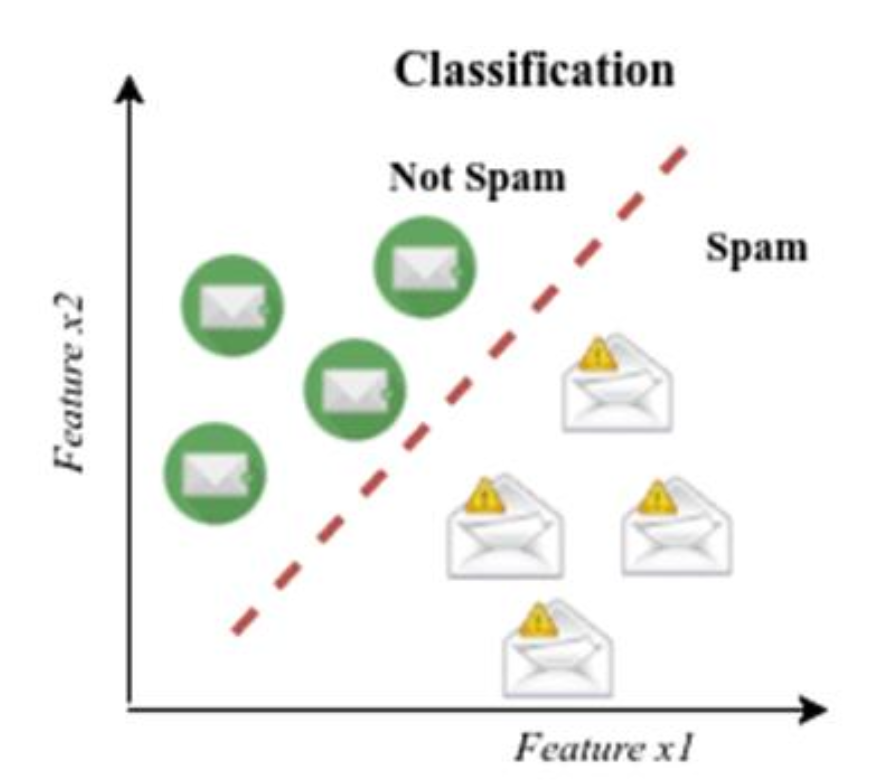 Classification
Not Spam
Spam
Feature x2
Feature x1